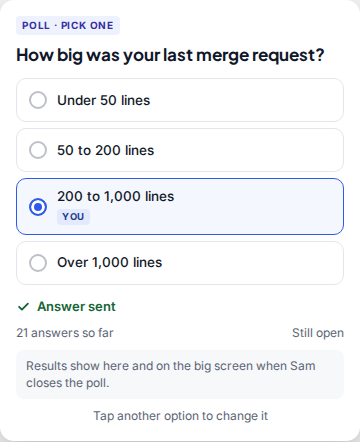 POLL · PICK ONE
How big was your last merge request?
Under 50 lines
50 to 200 lines
200 to 1,000 lines
YOU
Over 1,000 lines
Answer sent
21 answers so far Still open
Results show here and on the big screen when Sam
closes the poll.
Tap another option to change it